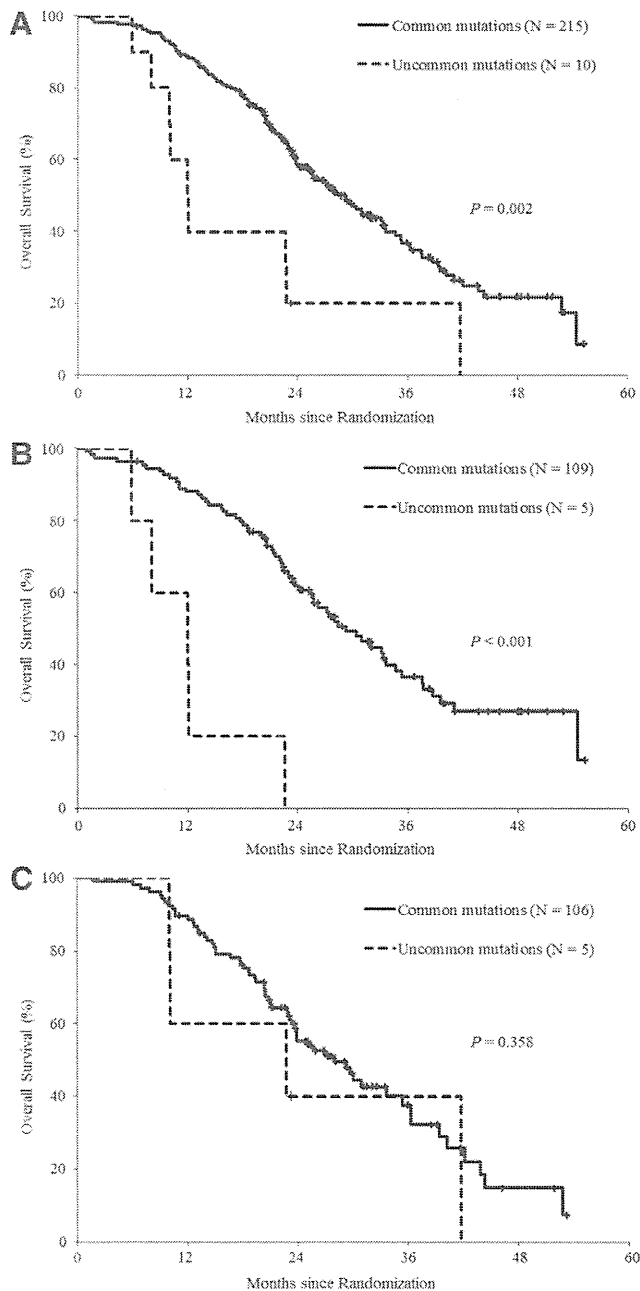 A
Common mutations (N = 215)
Uncommon mutations (N = 10)
P = 0.002
Overall Survival (%)
100
80
60
40
20
0
0 12 24 36 48 60
Months since Randomization
B
Common mutations (N = 109)
Uncommon mutations (N = 5)
P < 0.001
Overall Survival (%)
100
80
60
40
20
0
0 12 24 36 48 60
Months since Randomization
C
Common mutations (N = 106)
Uncommon mutations (N = 5)
P = 0.358
Overall Survival (%)
100
80
60
40
20
0
0 12 24 36 48 60
Months since Randomization